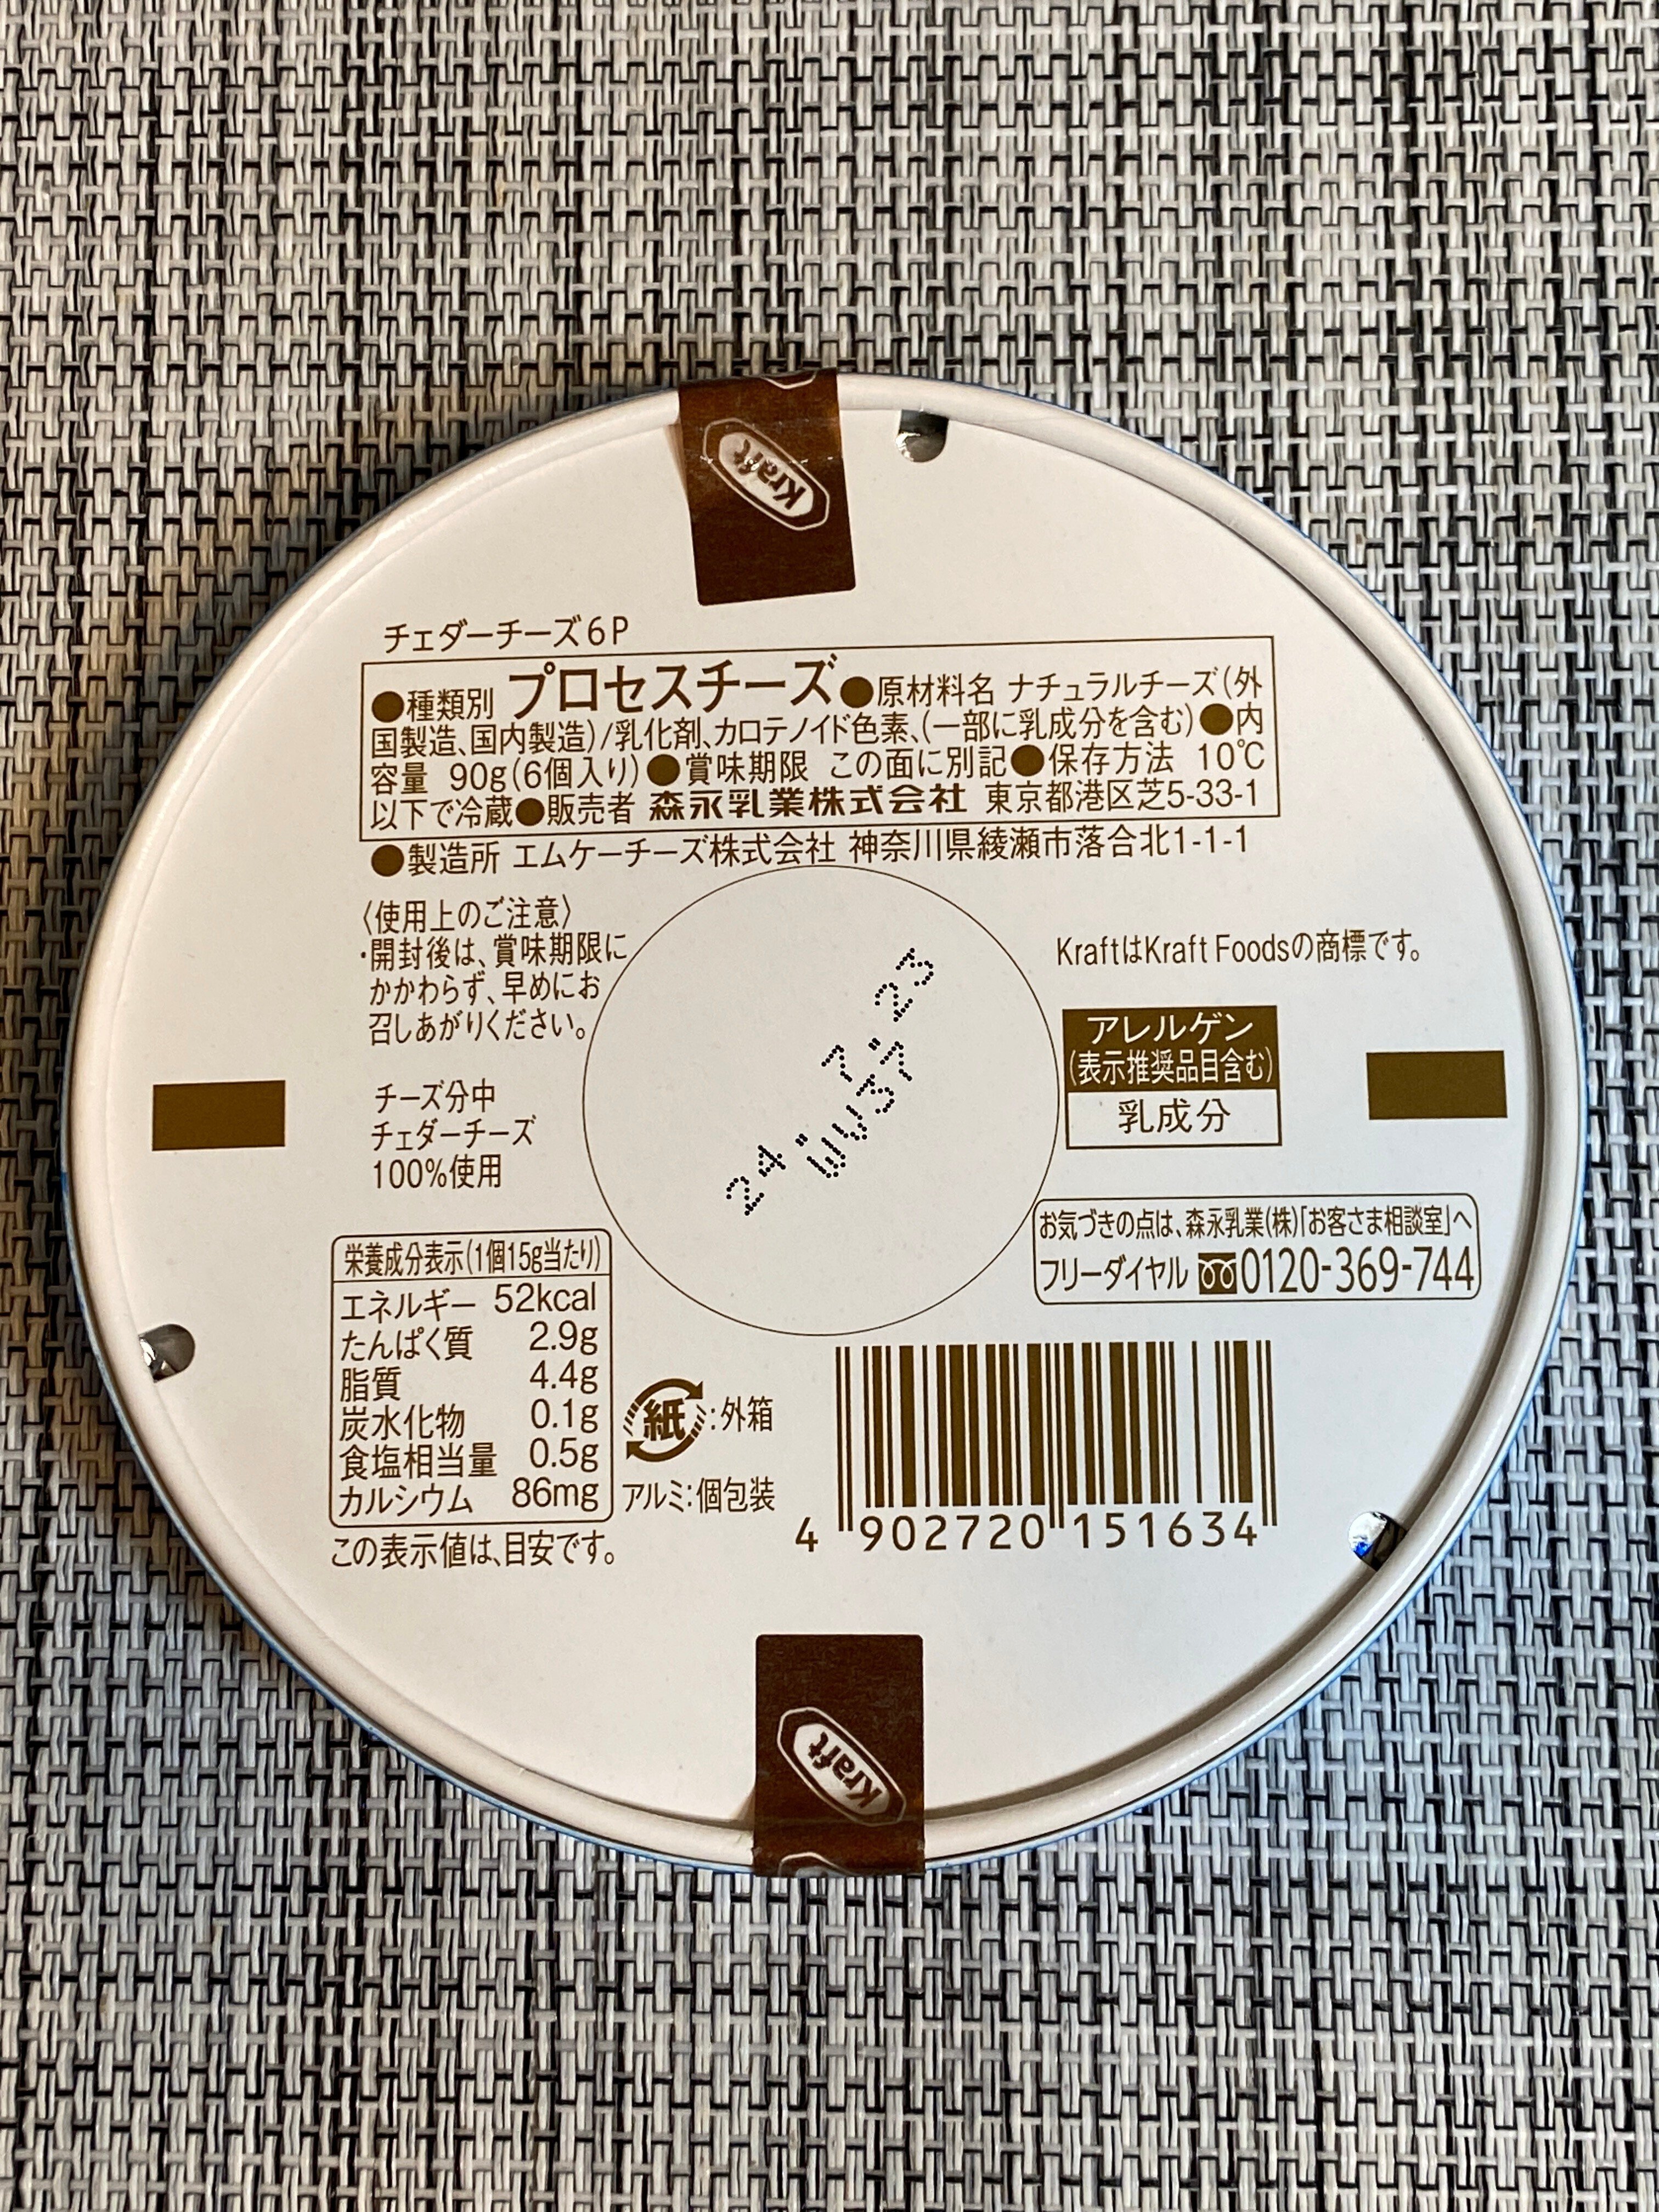 Kraft
チェダーチーズ6P
●種類別 プロセスチーズ●原材料名 ナチュラルチーズ(外
国製造、国内製造)/乳化剤、カロテノイド色素、(一部に乳成分を含む)●内
容量 90g(6個入り)●賞味期限 この面に別記●保存方法 10℃
以下で冷蔵●販売者 森永乳業株式会社 東京都港区芝5-33-1
●製造所 エムケーチーズ株式会社 神奈川県綾瀬市落合北1-1-1
〈使用上のご注意〉
・開封後は、賞味期限に
かかわらず、早めにお
召しあがりください。
チーズ分中
チェダーチーズ
100%使用
24. 7.23
KraftはKraft Foodsの商標です。
アレルゲン
(表示推奨品目含む)
乳成分
お気づきの点は、森永乳業(株)「お客さま相談室」へ
フリーダイヤル 0120-369-744
栄養成分表示(1個15g当たり)
エネルギー 52kcal
たんぱく質 2.9g
脂質 4.4g
炭水化物 0.1g
食塩相当量 0.5g
カルシウム 86mg
この表示値は、目安です。
紙:外箱
アルミ:個包装
4 902720 151634
Kraft